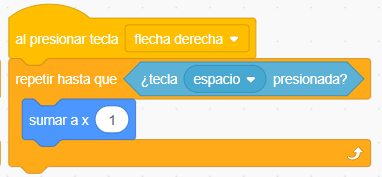 al presionar tecla flecha derecha
repetir hasta que ¿tecla espacio presionada?
sumar a x 1